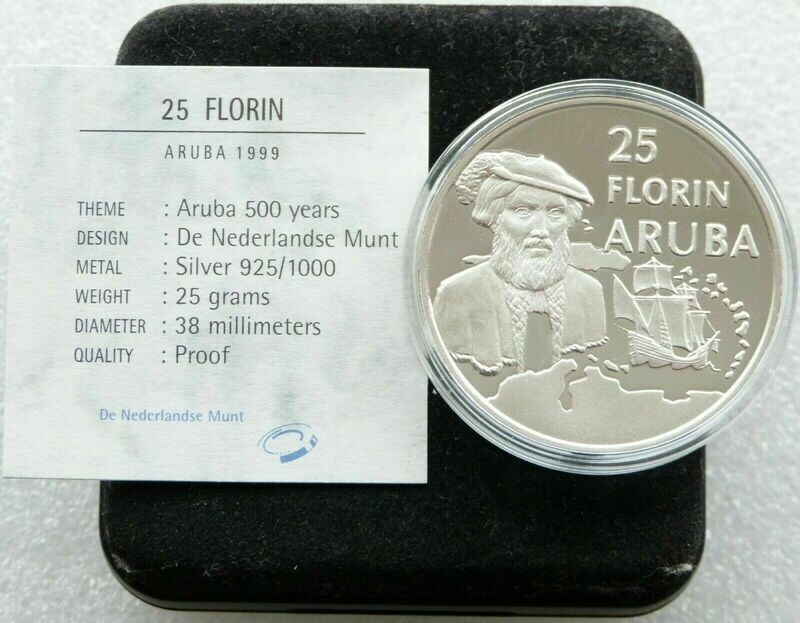 25 FLORIN
ARUBA 1999
THEME : Aruba 500 years
DESIGN : De Nederlandse Munt
METAL : Silver 925/1000
WEIGHT : 25 grams
DIAMETER : 38 millimeters
QUALITY : Proof
De Nederlandse Munt
25
FLORIN
ARUBA